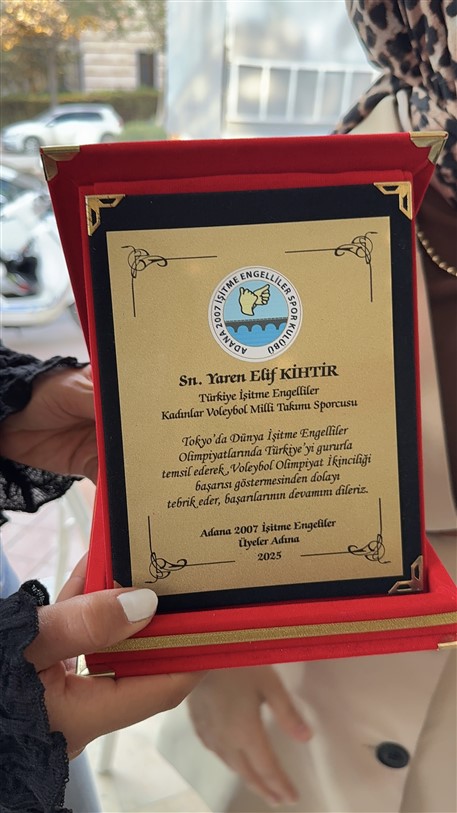 ADANA 2007 İŞİTME ENGELLİLER SPOR KULÜBÜ
Sn. Yaren Elif KİHTİR
Türkiye İşitme Engelliler
Kadınlar Voleybol Milli Takımı Sporcusu
Tokyo'da Dünya İşitme Engelliler
Olimpiyatlarında Türkiye'yi gururla
temsil ederek, Voleybol Olimpiyat İkinciliği
başarısı göstermesinden dolayı
tebrik eder, başarılarının devamını dileriz.
Adana 2007 İşitme Engeliler
Üyeler Adına
2025